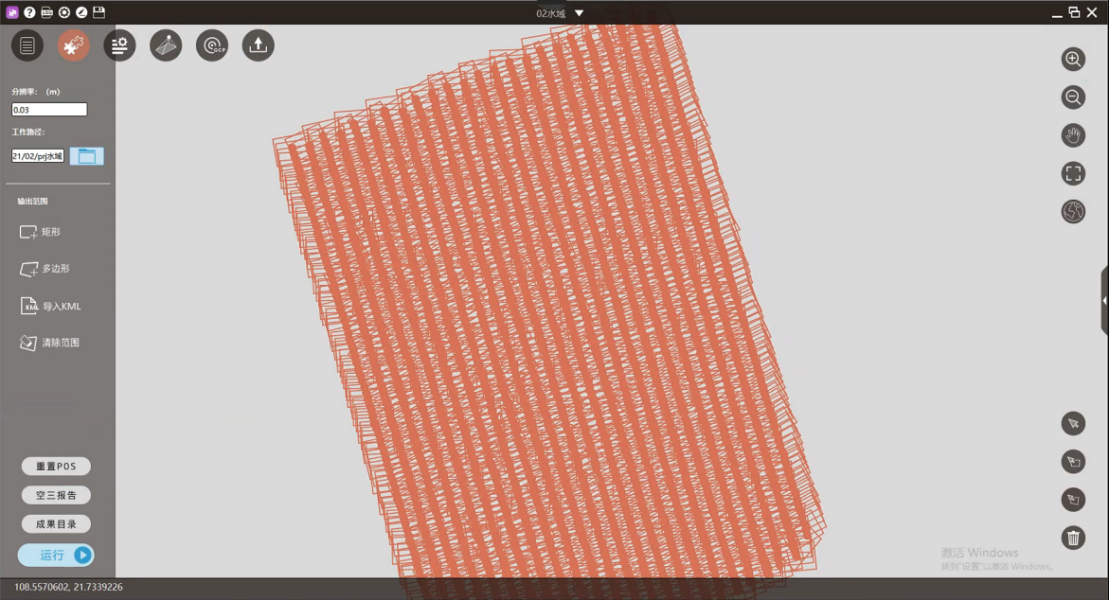 02水域
GCP
分辨率： (m)
0.03
工作路径:
21/02/prj水域
输出范围
矩形
多边形
KML 导入KML
清除范围
重置POS
空三报告
成果目录
运行
激活 Windows
转到"设置"以激活 Windows。
108.5570602, 21.7339226